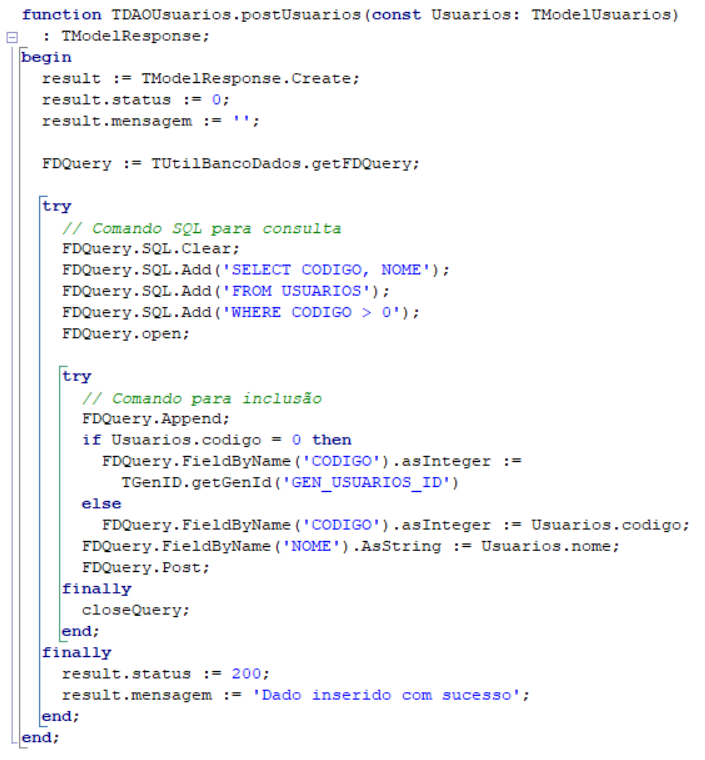 function TDAOUsuarios.postUsuarios(const Usuarios: TModelUsuarios)
  : TModelResponse;
begin
  result := TModelResponse.Create;
  result.status := 0;
  result.mensagem := '';

  FDQuery := TUtilBancoDados.getFDQuery;

  try
    // Comando SQL para consulta
    FDQuery.SQL.Clear;
    FDQuery.SQL.Add('SELECT CODIGO, NOME');
    FDQuery.SQL.Add('FROM USUARIOS');
    FDQuery.SQL.Add('WHERE CODIGO > 0');
    FDQuery.open;

    try
      // Comando para inclusão
      FDQuery.Append;
      if Usuarios.codigo = 0 then
        FDQuery.FieldByName('CODIGO').asInteger :=
          TGenID.getGenId('GEN_USUARIOS_ID')
      else
        FDQuery.FieldByName('CODIGO').asInteger := Usuarios.codigo;
      FDQuery.FieldByName('NOME').AsString := Usuarios.nome;
      FDQuery.Post;
    finally
      closeQuery;
    end;
  finally
    result.status := 200;
    result.mensagem := 'Dado inserido com sucesso';
  end;
end;